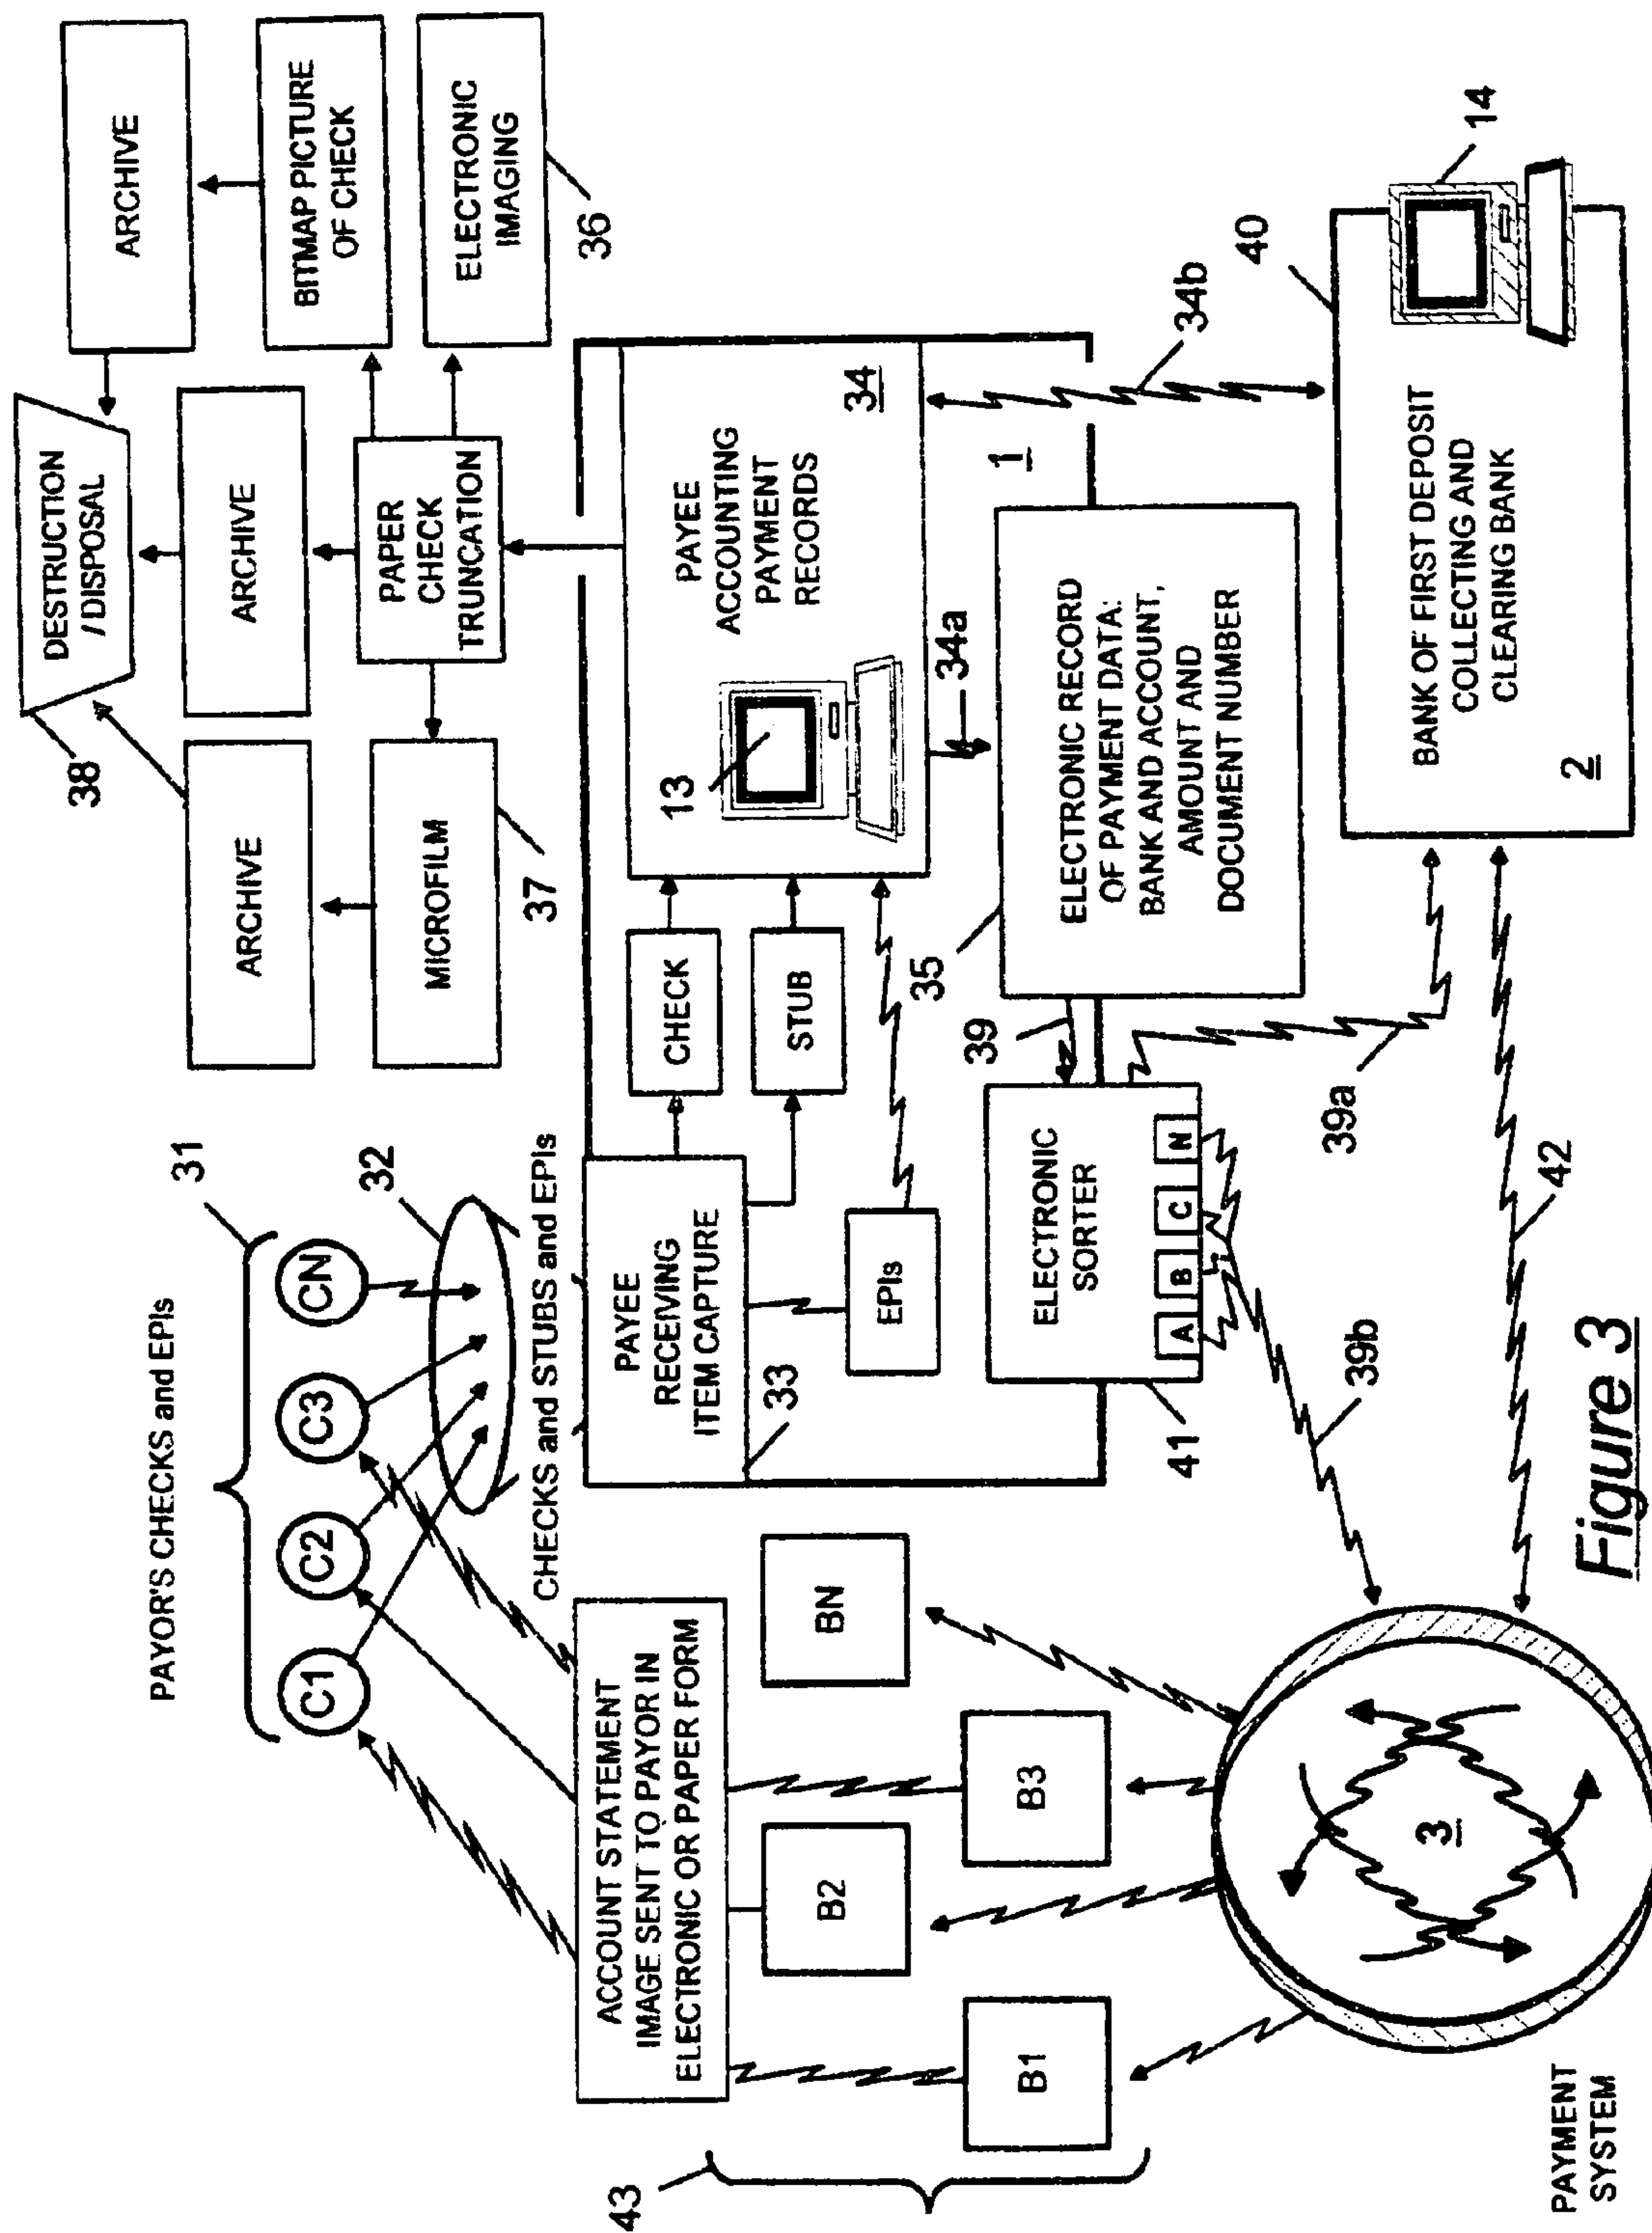 PAYOR'S CHECKS and EPIs
31
C1
C2
C3
CN
32
CHECKS and STUBS and EPIs
ARCHIVE
MICROFILM
37
38
DESTRUCTION
/ DISPOSAL
ARCHIVE
PAPER
CHECK
TRUNCATION
ARCHIVE
BITMAP PICTURE
OF CHECK
ELECTRONIC
IMAGING
36
43
ACCOUNT STATEMENT
IMAGE SENT TO PAYOR IN
ELECTRONIC OR PAPER FORM
B1
B2
B3
BN
PAYEE
RECEIVING
ITEM CAPTURE
33
CHECK
STUB
EPIs
13
PAYEE
ACCOUNTING
PAYMENT
RECORDS
34
34a
34b
1
35
ELECTRONIC RECORD
OF PAYMENT DATA:
BANK AND ACCOUNT,
AMOUNT AND
DOCUMENT NUMBER
39
ELECTRONIC
SORTER
A B C N
41
39a
39b
42
40
14
BANK OF FIRST DEPOSIT
COLLECTING AND
CLEARING BANK
2
3
PAYMENT
SYSTEM
Figure 3